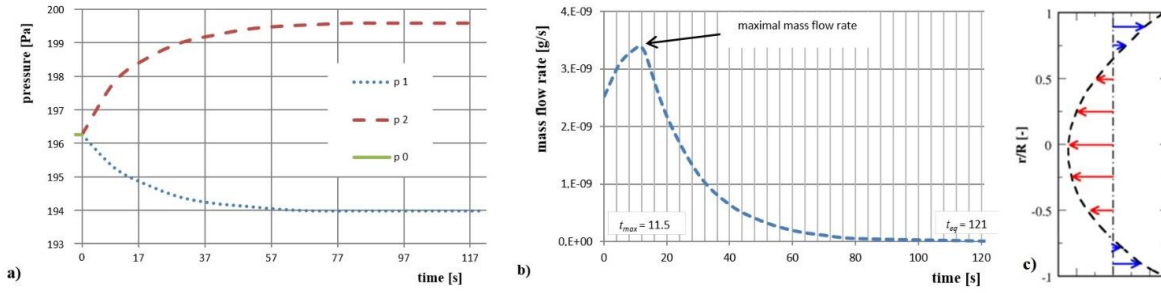 200
199
198
196
195
194
193
pressure [Pa]
p 1
p 2
p 0
0 17 37 57 77 97 117
time [s]
a)
4.E-09
3.E-09
2.E-09
1.E-09
0.E+00
mass flow rate [g/s]
maximal mass flow rate
t_max = 11.5
t_eq = 121
0 20 40 60 80 100 120
time [s]
b)
1
0.5
0
-0.5
-1
r/R [-]
c)